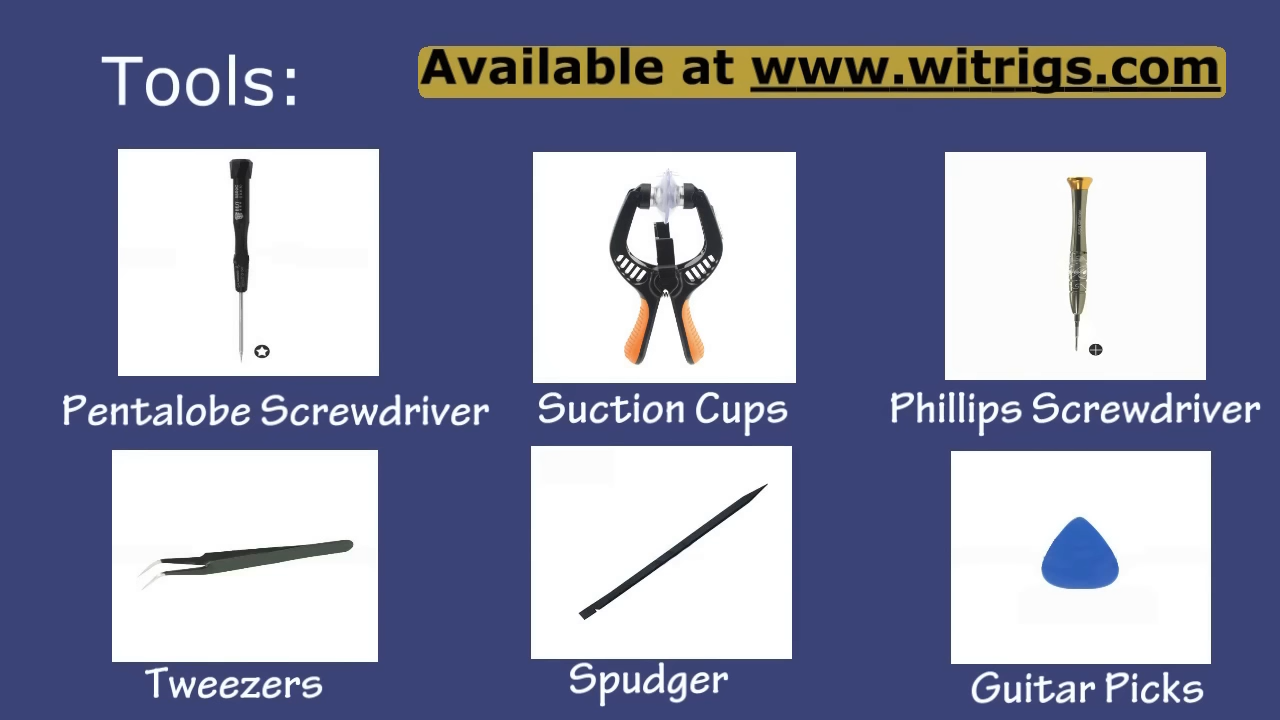 Tools:
Available at www.witrigs.com
Pentalobe Screwdriver
Suction Cups
Phillips Screwdriver
Tweezers
Spudger
Guitar Picks